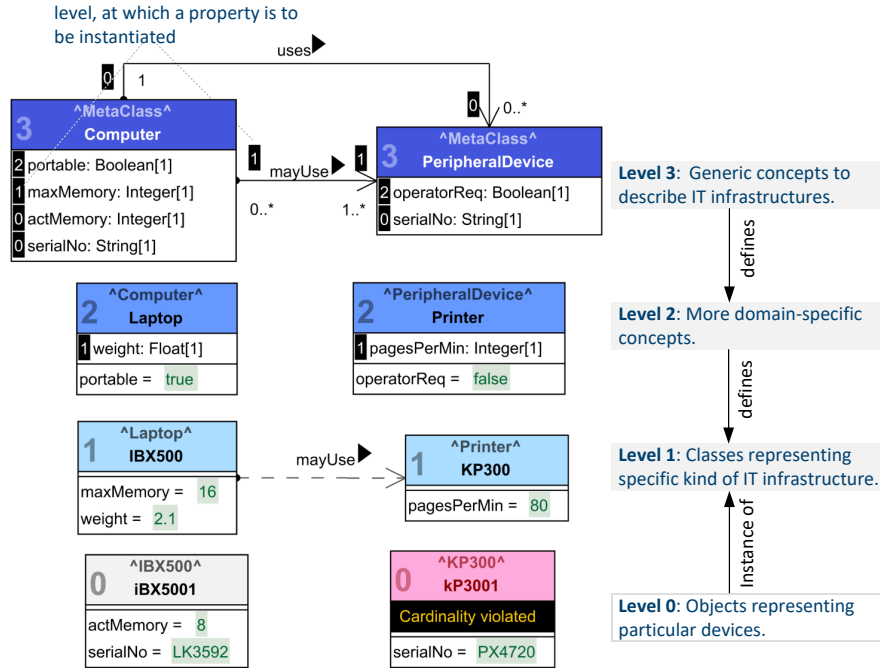 level, at which a property is to
be instantiated
uses▶
0
1
0
0..*
^MetaClass^
3
Computer
2 portable: Boolean[1]
1 maxMemory: Integer[1]
0 actMemory: Integer[1]
0 serialNo: String[1]
1
mayUse▶
1
0..*
1..*
^MetaClass^
3
PeripheralDevice
2 operatorReq: Boolean[1]
0 serialNo: String[1]
Level 3: Generic concepts to
describe IT infrastructures.
defines
^Computer^
2
Laptop
1 weight: Float[1]
portable = true
^PeripheralDevice^
2
Printer
1 pagesPerMin: Integer[1]
operatorReq = false
Level 2: More domain-specific
concepts.
defines
^Laptop^
1
IBX500
maxMemory = 16
weight = 2.1
mayUse▶
^Printer^
1
KP300
pagesPerMin = 80
Level 1: Classes representing
specific kind of IT infrastructure.
Instance of
^IBX500^
0
iBX5001
actMemory = 8
serialNo = LK3592
^KP300^
0
kP3001
Cardinality violated
serialNo = PX4720
Level 0: Objects representing
particular devices.